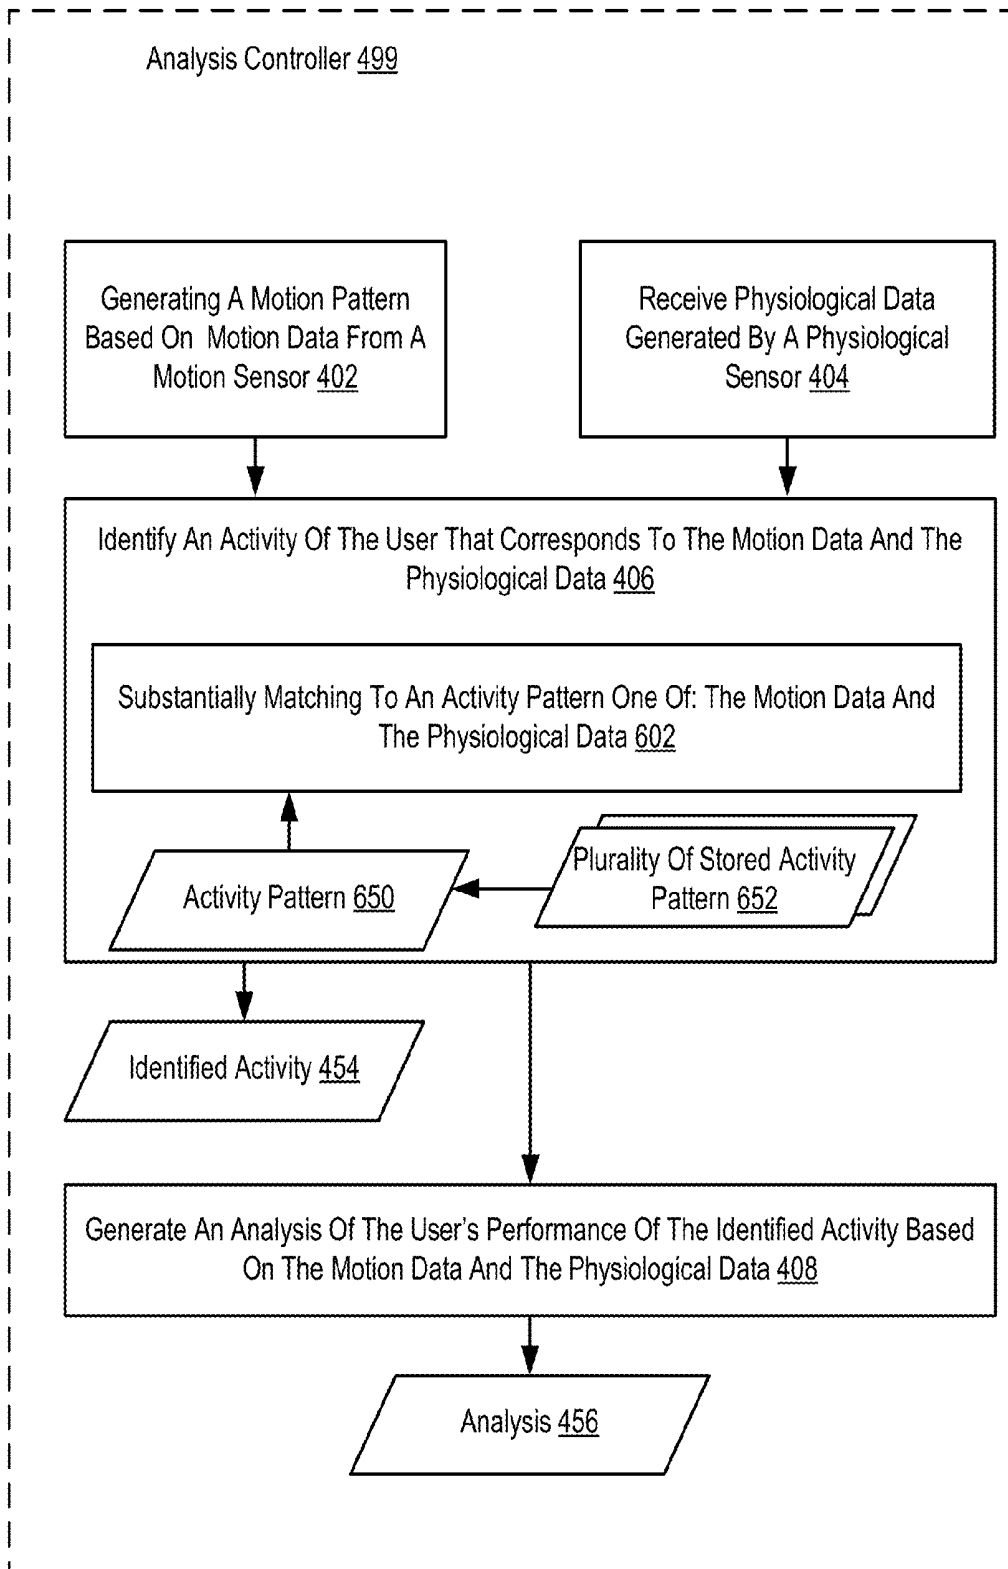 Analysis Controller 499
Generating A Motion Pattern
Based On Motion Data From A
Motion Sensor 402
Receive Physiological Data
Generated By A Physiological
Sensor 404
Identify An Activity Of The User That Corresponds To The Motion Data And The
Physiological Data 406
Substantially Matching To An Activity Pattern One Of: The Motion Data And
The Physiological Data 602
Plurality Of Stored Activity
Pattern 652
Activity Pattern 650
Identified Activity 454
Generate An Analysis Of The User's Performance Of The Identified Activity Based
On The Motion Data And The Physiological Data 408
Analysis 456